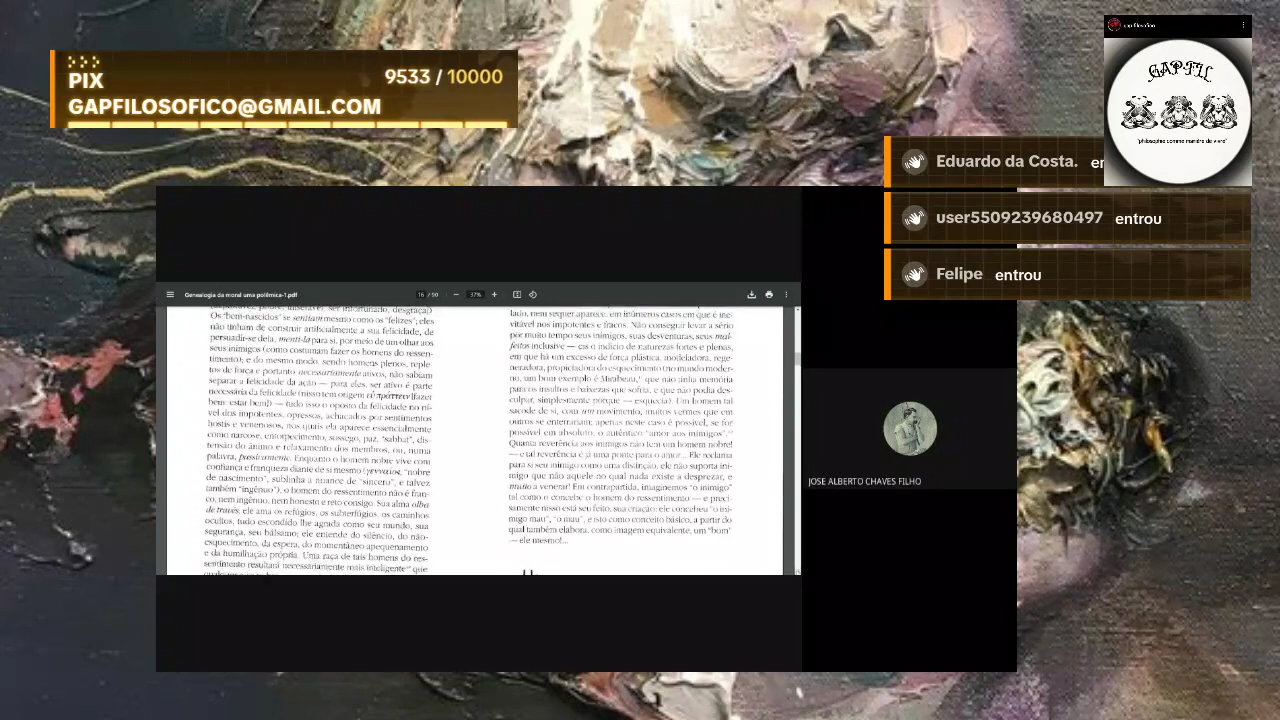 PIX
9533 / 10000
GAPFILOSOFICO@GMAIL.COM
gap filosofico
GAPFIL
"philosophie comme manière de vivre"
Eduardo da Costa. en
user5509239680497 entrou
Felipe entrou
Genealogia da moral uma polêmica-1.pdf
16 / 90
37%
Os "bem-nascidos" se sentiam mesmo como os "felizes"; eles
não tinham de construir artificialmente a sua felicidade, de
persuadir-se dela, menti-la para si, por meio de um olhar aos
seus inimigos (como costumam fazer os homens do ressen-
timento); e do mesmo modo, sendo homens plenos, reple-
tos de força e portanto necessariamente ativos, não sabiam
separar a felicidade da ação — para eles, ser ativo é parte
necessária da felicidade (nisso tem origem εὖ πράττειν [fazer
bem: estar bem]) — tudo isso o oposto da felicidade no ní-
vel dos impotentes, opressos, achacados por sentimentos
hostis e venenosos, nos quais ela aparece essencialmente
como narcose, entorpecimento, sossego, paz, "sabbat", dis-
tensão do ânimo e relaxamento dos membros, ou, numa
palavra, passivamente. Enquanto o homem nobre vive com
confiança e franqueza diante de si mesmo (γενναῖος, "nobre
de nascimento", sublinha a nuance de "sincero", e talvez
também "ingênuo"), o homem do ressentimento não é fran-
co, nem ingênuo, nem honesto e reto consigo. Sua alma olha
de través; ele ama os refúgios, os subterfúgios, os caminhos
ocultos, tudo escondido lhe agrada como seu mundo, sua
segurança, seu bálsamo; ele entende do silêncio, do não-
esquecimento, da espera, do momentâneo apequenamento
e da humilhação própria. Uma raça de tais homens do res-
sentimento resultará necessariamente mais inteligente que
lado, nem sequer aparece, em inúmeros casos em que é ine-
vitável nos impotentes e fracos. Não conseguir levar a sério
por muito tempo seus inimigos, suas desventuras, seus mal-
feitos inclusive — eis o indício de naturezas fortes e plenas,
em que há um excesso de força plástica, modeladora, rege-
neradora, propiciadora do esquecimento (no mundo moder-
no, um bom exemplo é Mirabeau, que não tinha memória
para os insultos e baixezas que sofria, e que não podia des-
culpar, simplesmente porque — esquecia). Um homem tal
sacode de si, com um movimento, muitos vermes que em
outros se enterrariam; apenas neste caso é possível, se for
possível em absoluto, o autêntico "amor aos inimigos".
Quanta reverência aos inimigos não tem um homem nobre!
— e tal reverência é já uma ponte para o amor... Ele reclama
para si seu inimigo como uma distinção, ele não suporta ini-
migo que não aquele no qual nada existe a desprezar, e
muito a venerar! Em contrapartida, imaginemos "o inimigo"
tal como o concebe o homem do ressentimento — e preci-
samente nisso está seu feito, sua criação: ele concebeu "o ini-
migo mau", "o mau", e isto como conceito básico, a partir do
qual também elabora, como imagem equivalente, um "bom"
— ele mesmo!...
JOSE ALBERTO CHAVES FILHO